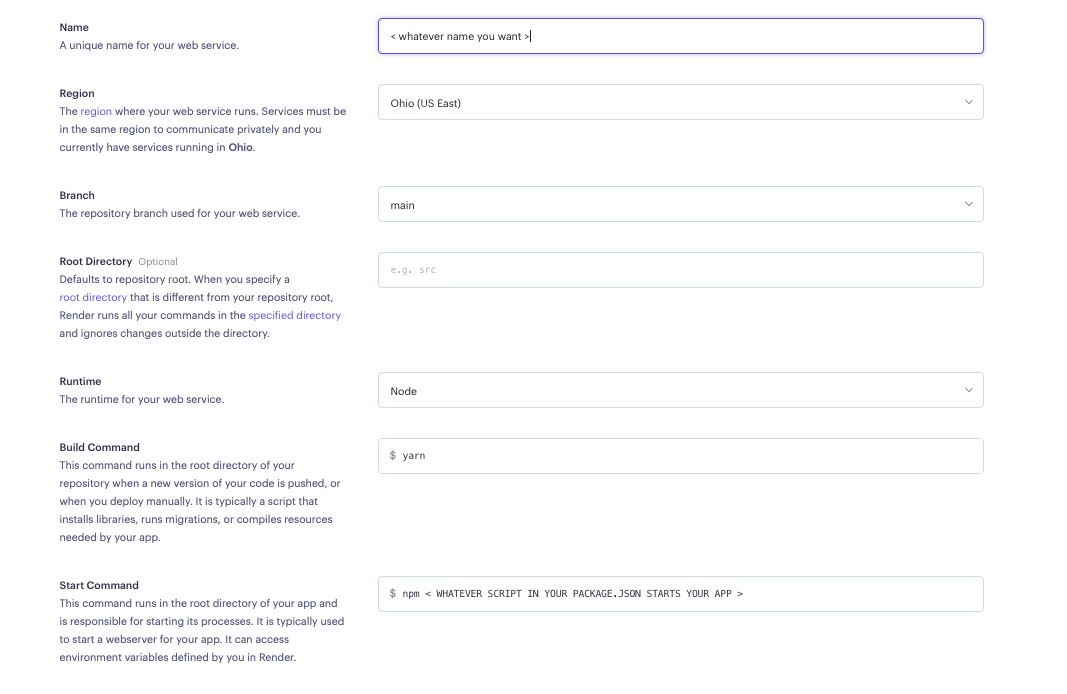 Name
A unique name for your web service.
< whatever name you want >
Region
The region where your web service runs. Services must be
in the same region to communicate privately and you
currently have services running in Ohio.
Ohio (US East)
Branch
The repository branch used for your web service.
main
Root Directory Optional
Defaults to repository root. When you specify a
root directory that is different from your repository root,
Render runs all your commands in the specified directory
and ignores changes outside the directory.
e.g. src
Runtime
The runtime for your web service.
Node
Build Command
This command runs in the root directory of your
repository when a new version of your code is pushed, or
when you deploy manually. It is typically a script that
installs libraries, runs migrations, or compiles resources
needed by your app.
$ yarn
Start Command
This command runs in the root directory of your app and
is responsible for starting its processes. It is typically used
to start a webserver for your app. It can access
environment variables defined by you in Render.
$ npm < WHATEVER SCRIPT IN YOUR PACKAGE.JSON STARTS YOUR APP >